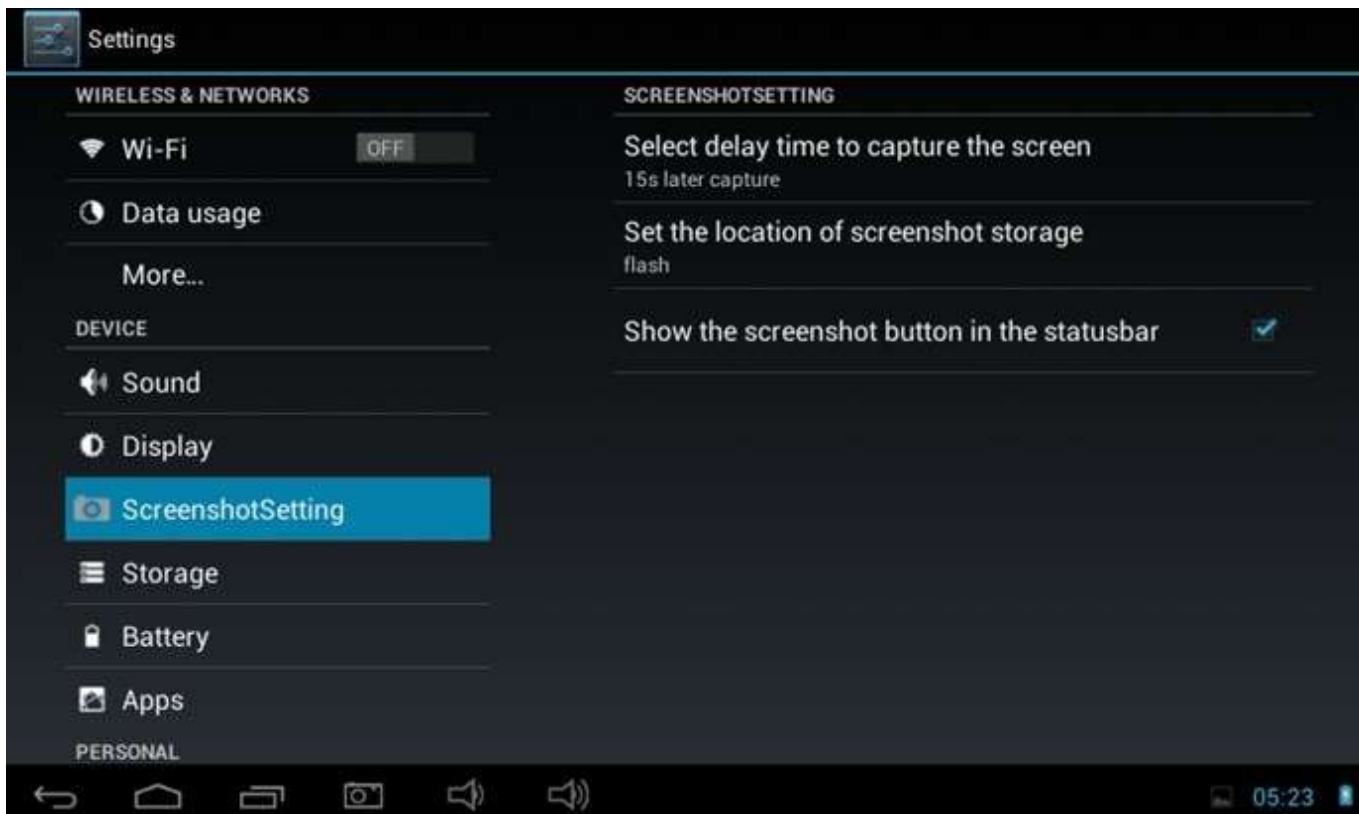 Settings
WIRELESS & NETWORKS
Wi-Fi OFF
Data usage
More...
DEVICE
Sound
Display
ScreenshotSetting
Storage
Battery
Apps
PERSONAL
SCREENSHOTSETTING
Select delay time to capture the screen
15s later capture
Set the location of screenshot storage
flash
Show the screenshot button in the statusbar
05:23